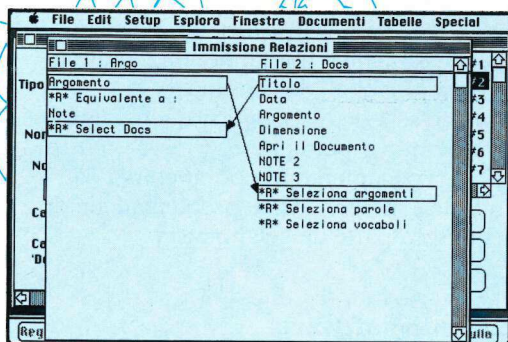 File Edit Setup Esplora Finestre Documenti Tabelle Special
Immissione Relazioni
File 1 : Argo File 2 : Docs
Argomento
*R* Equivalente a :
Note
*R* Select Docs
Titolo
Data
Argomento
Dimensione
Apri il Documento
NOTE 2
NOTE 3
*R* Seleziona argomenti
*R* Seleziona parole
*R* Seleziona vocaboli
Tipo
#1
#2
#3
#4
#5
#6
#7